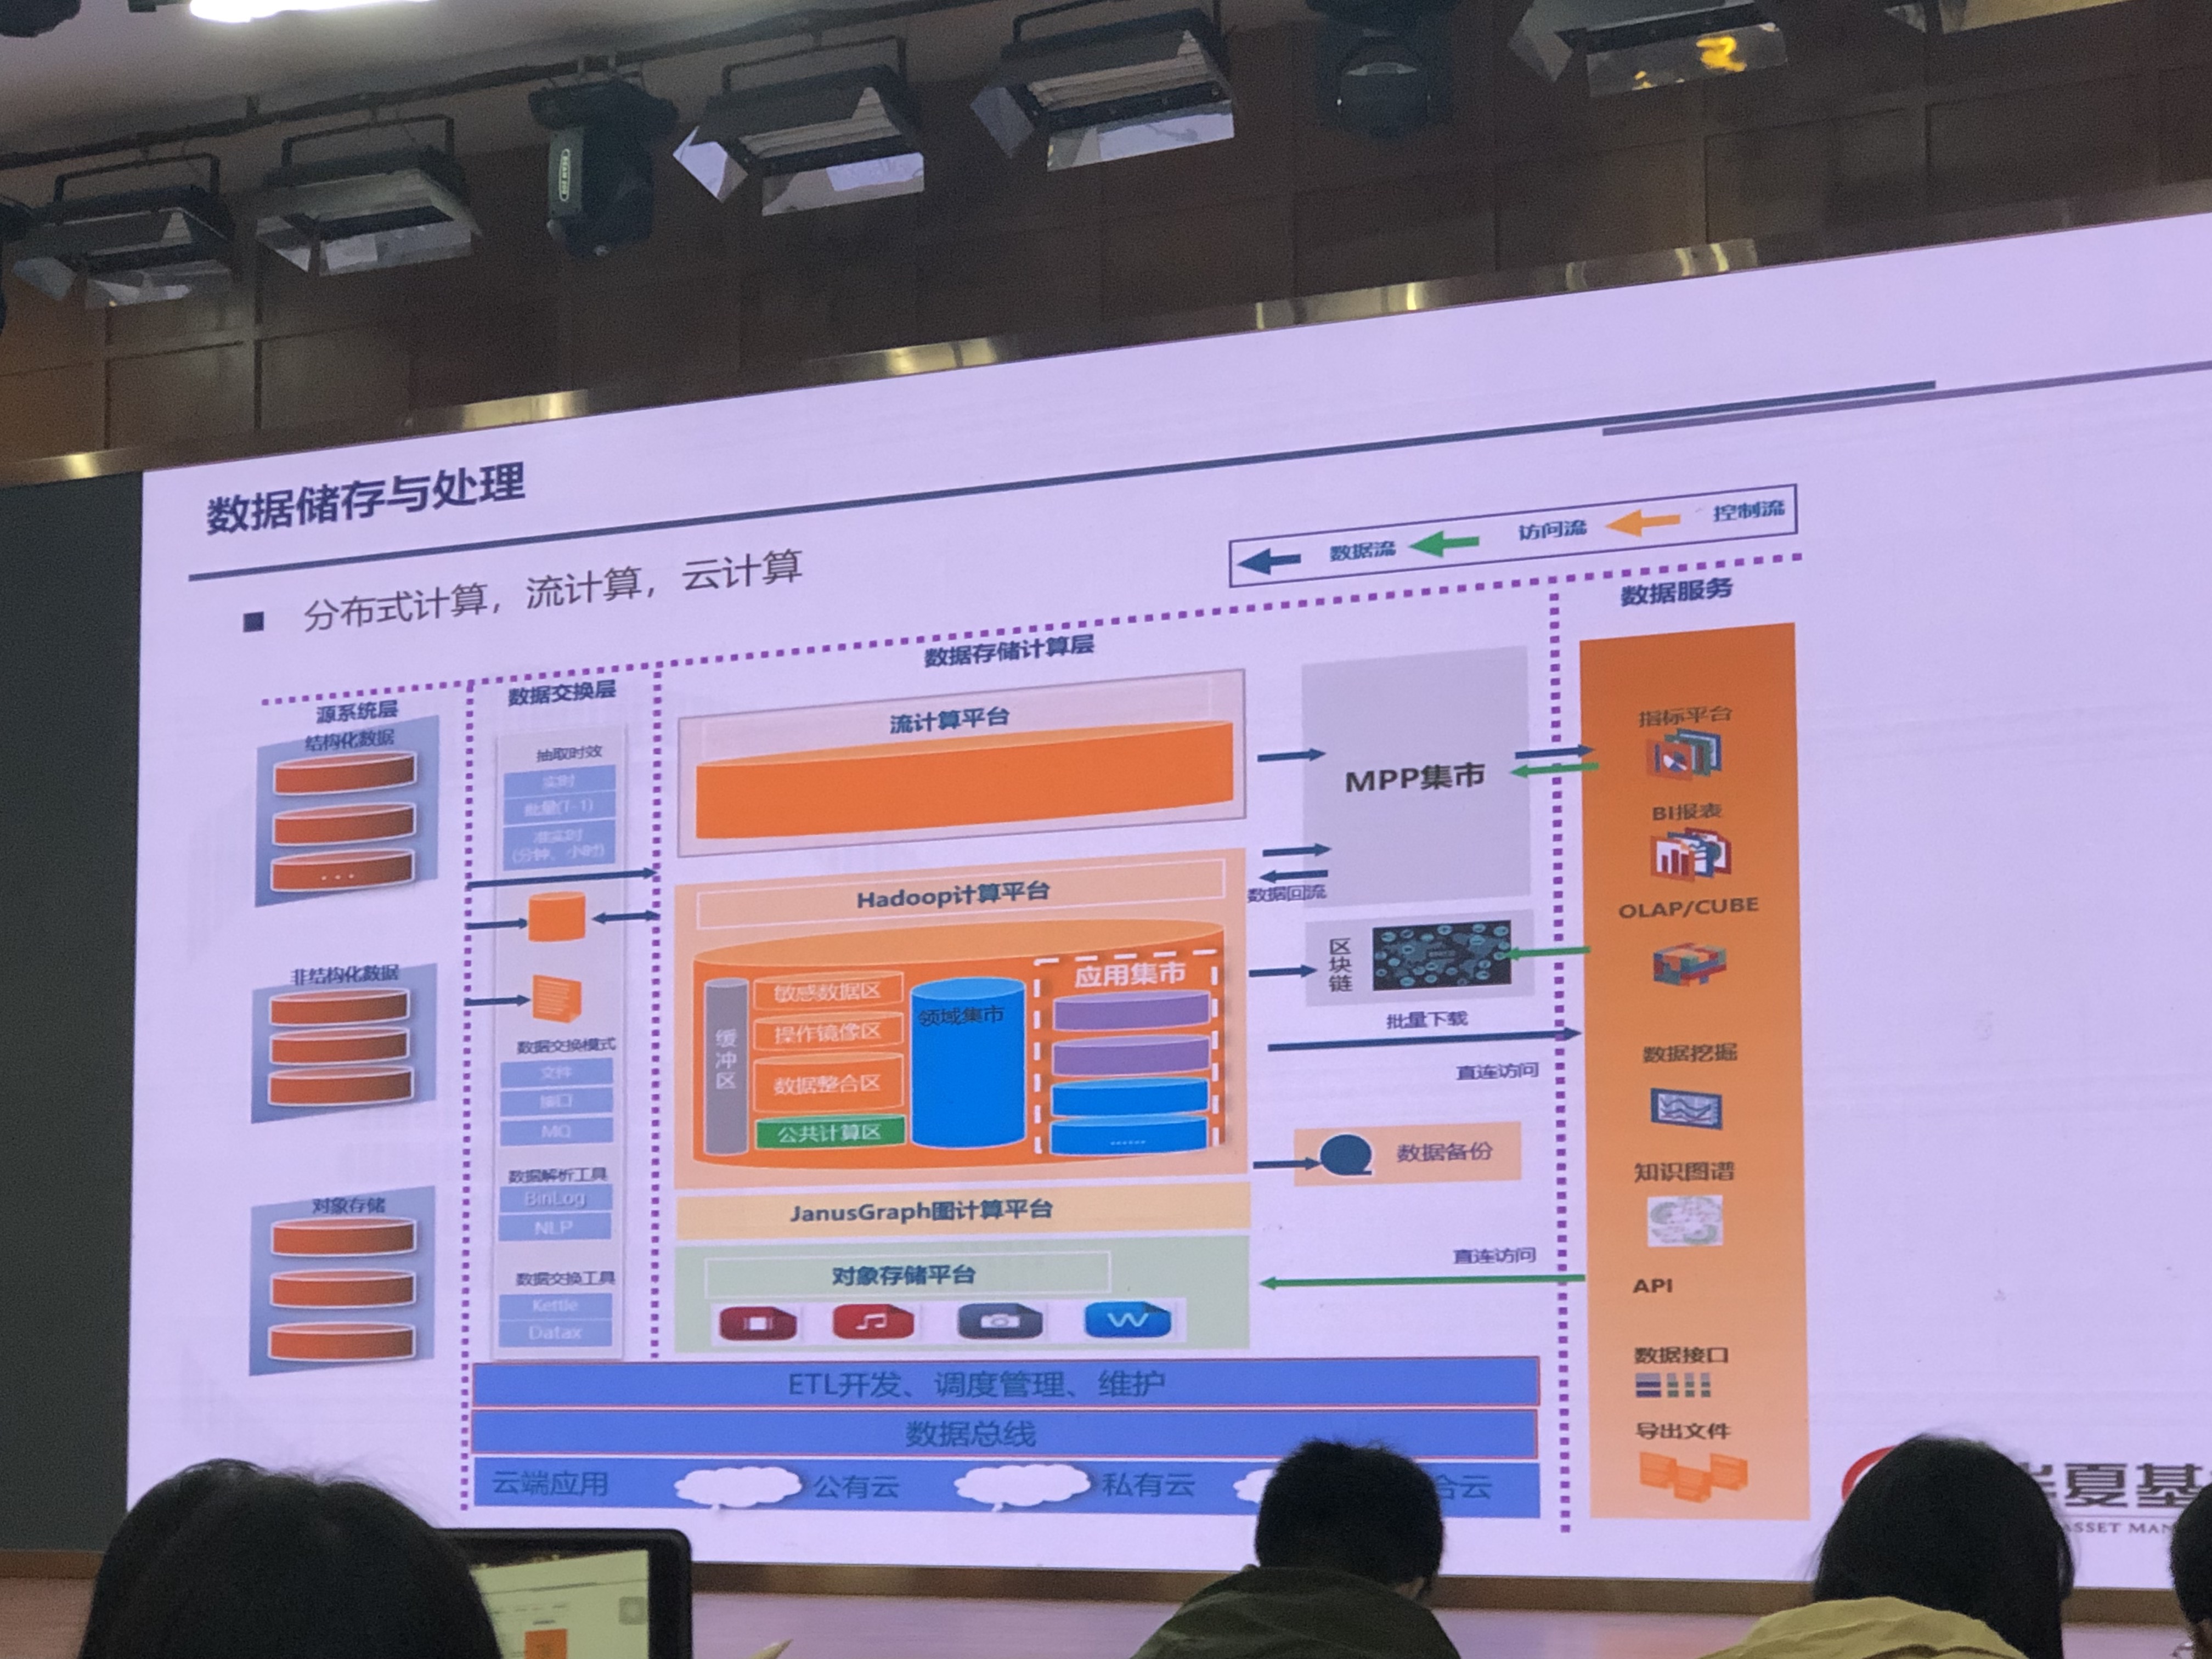 数据储存与处理
■ 分布式计算，流计算，云计算
数据流
访问流
控制流
源系统层
结构化数据
...
非结构化数据
对象存储
数据交换层
抽取时效
实时
批量(T-1)
准实时
(分钟、小时)
数据交换模式
文件
接口
MQ
数据解析工具
BinLog
NLP
数据交换工具
Kettle
Datax
数据存储计算层
流计算平台
Hadoop计算平台
缓冲区
敏感数据区
操作镜像区
数据整合区
公共计算区
领域集市
应用集市
......
JanusGraph图计算平台
对象存储平台
W
MPP集市
数据回流
区块链
批量下载
直连访问
数据备份
直连访问
数据服务
指标平台
BI报表
OLAP/CUBE
数据挖掘
知识图谱
API
数据接口
导出文件
ETL开发、调度管理、维护
数据总线
云端应用
公有云
私有云
合云
夏基
ASSET MAN